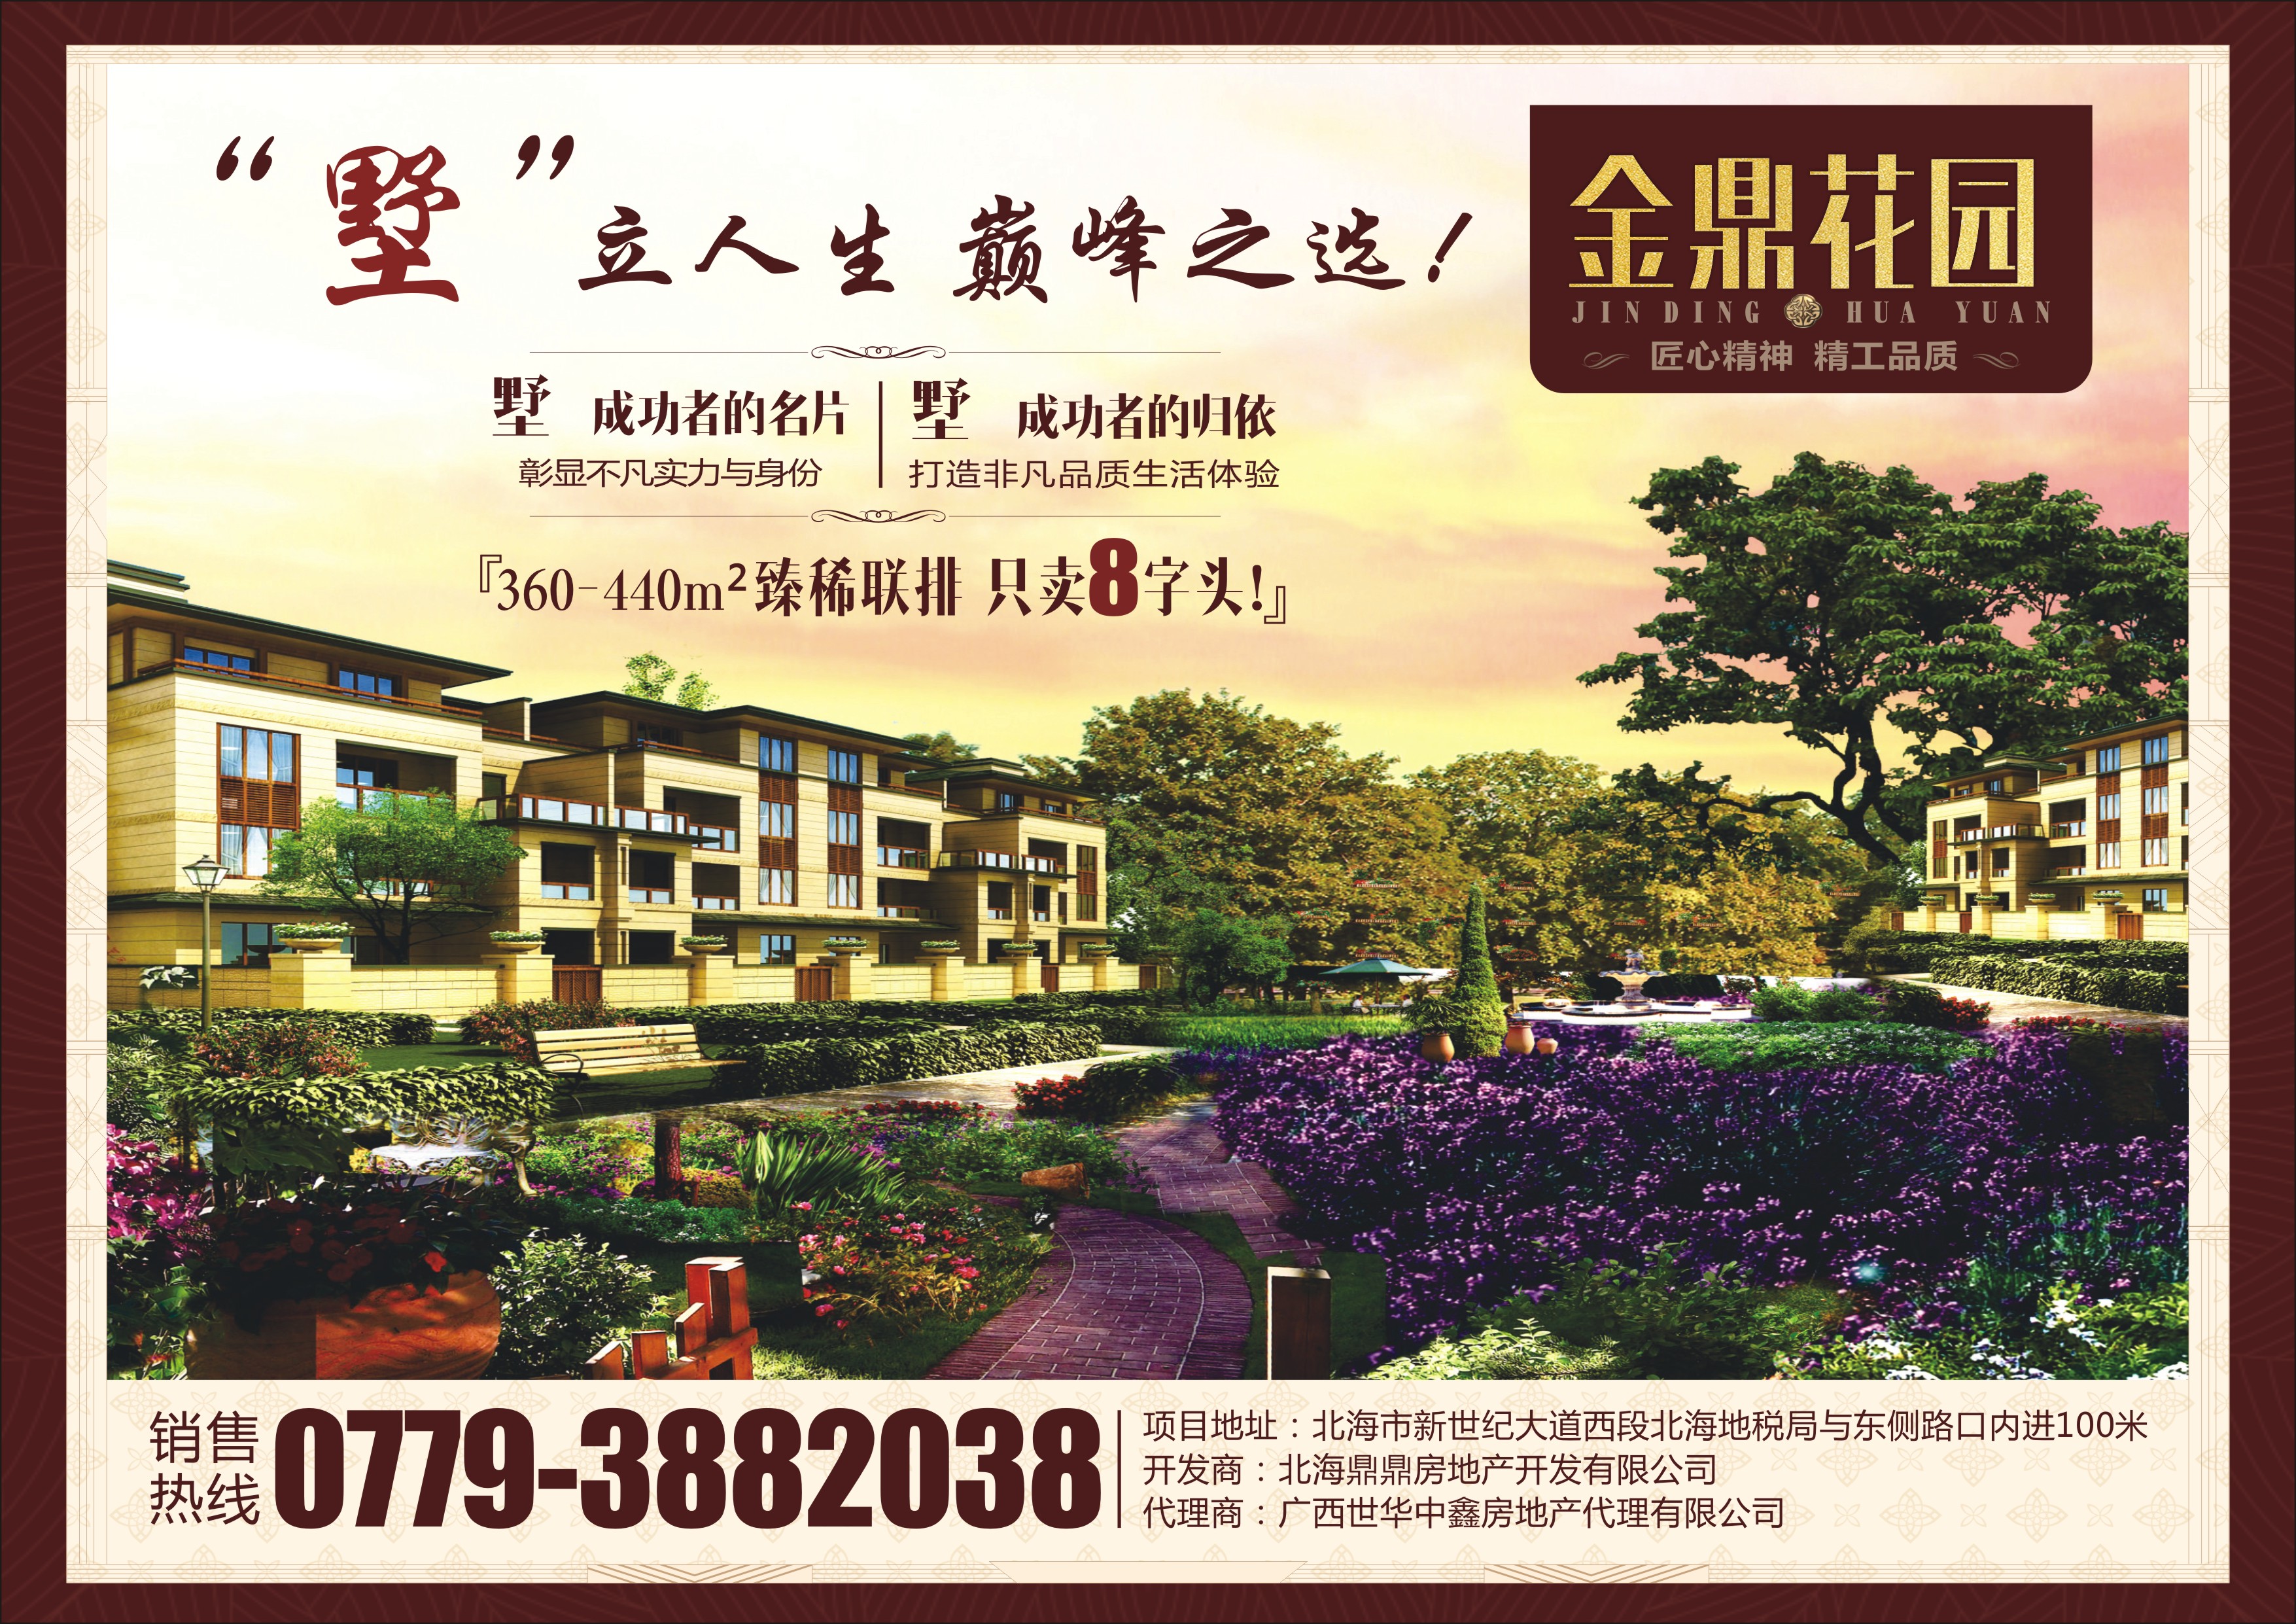 “墅”立人生 巅峰之选！
金鼎花园
JIN DING HUA YUAN
匠心精神 精工品质
墅 成功者的名片
彰显不凡实力与身份
墅 成功者的归依
打造非凡品质生活体验
『360-440m²臻稀联排 只卖8字头!』
销售热线 0779-3882038
项目地址：北海市新世纪大道西段北海地税局与东侧路口内进100米
开发商：北海鼎鼎房地产开发有限公司
代理商：广西世华中鑫房地产代理有限公司